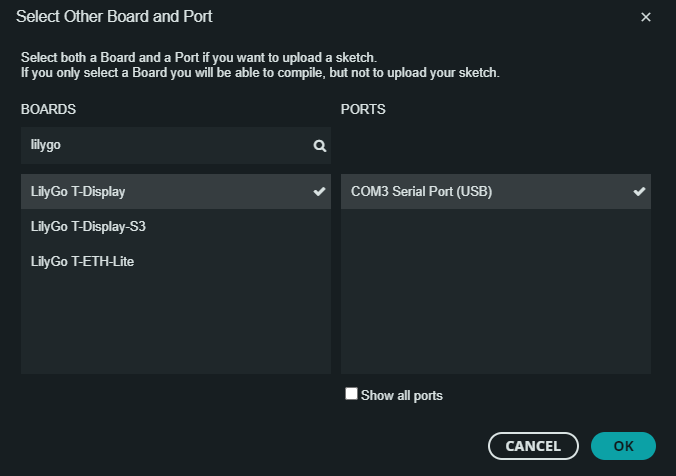 Select Other Board and Port
Select both a Board and a Port if you want to upload a sketch.
If you only select a Board you will be able to compile, but not to upload your sketch.
BOARDS
PORTS
lilygo
LilyGo T-Display
COM3 Serial Port (USB)
LilyGo T-Display-S3
LilyGo T-ETH-Lite
Show all ports
CANCEL
OK